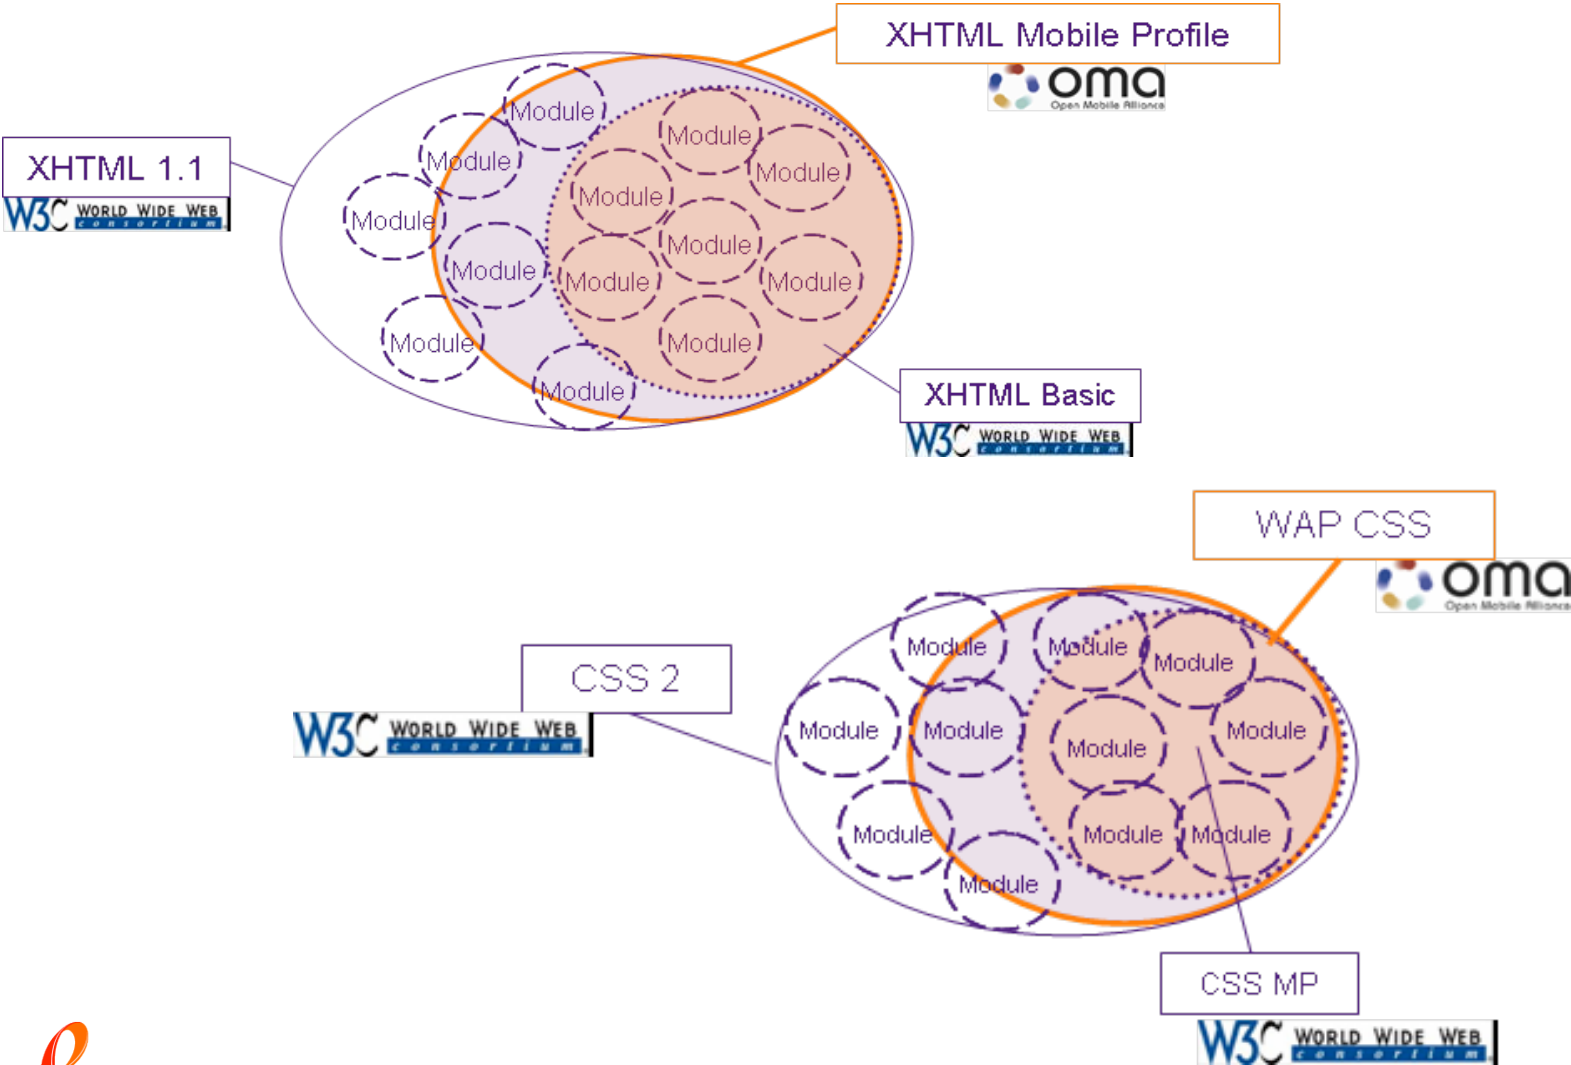 XHTML Mobile Profile
oma
Open Mobile Alliance
XHTML 1.1
W3C WORLD WIDE WEB
consortium
Module
Module
Module
Module
Module
Module
Module
Module
Module
Module
Module
Module
Module
XHTML Basic
W3C WORLD WIDE WEB
consortium
WAP CSS
oma
Open Mobile Alliance
CSS 2
W3C WORLD WIDE WEB
consortium
Module
Module
Module
Module
Module
Module
Module
Module
Module
Module
Module
CSS MP
W3C WORLD WIDE WEB
consortium